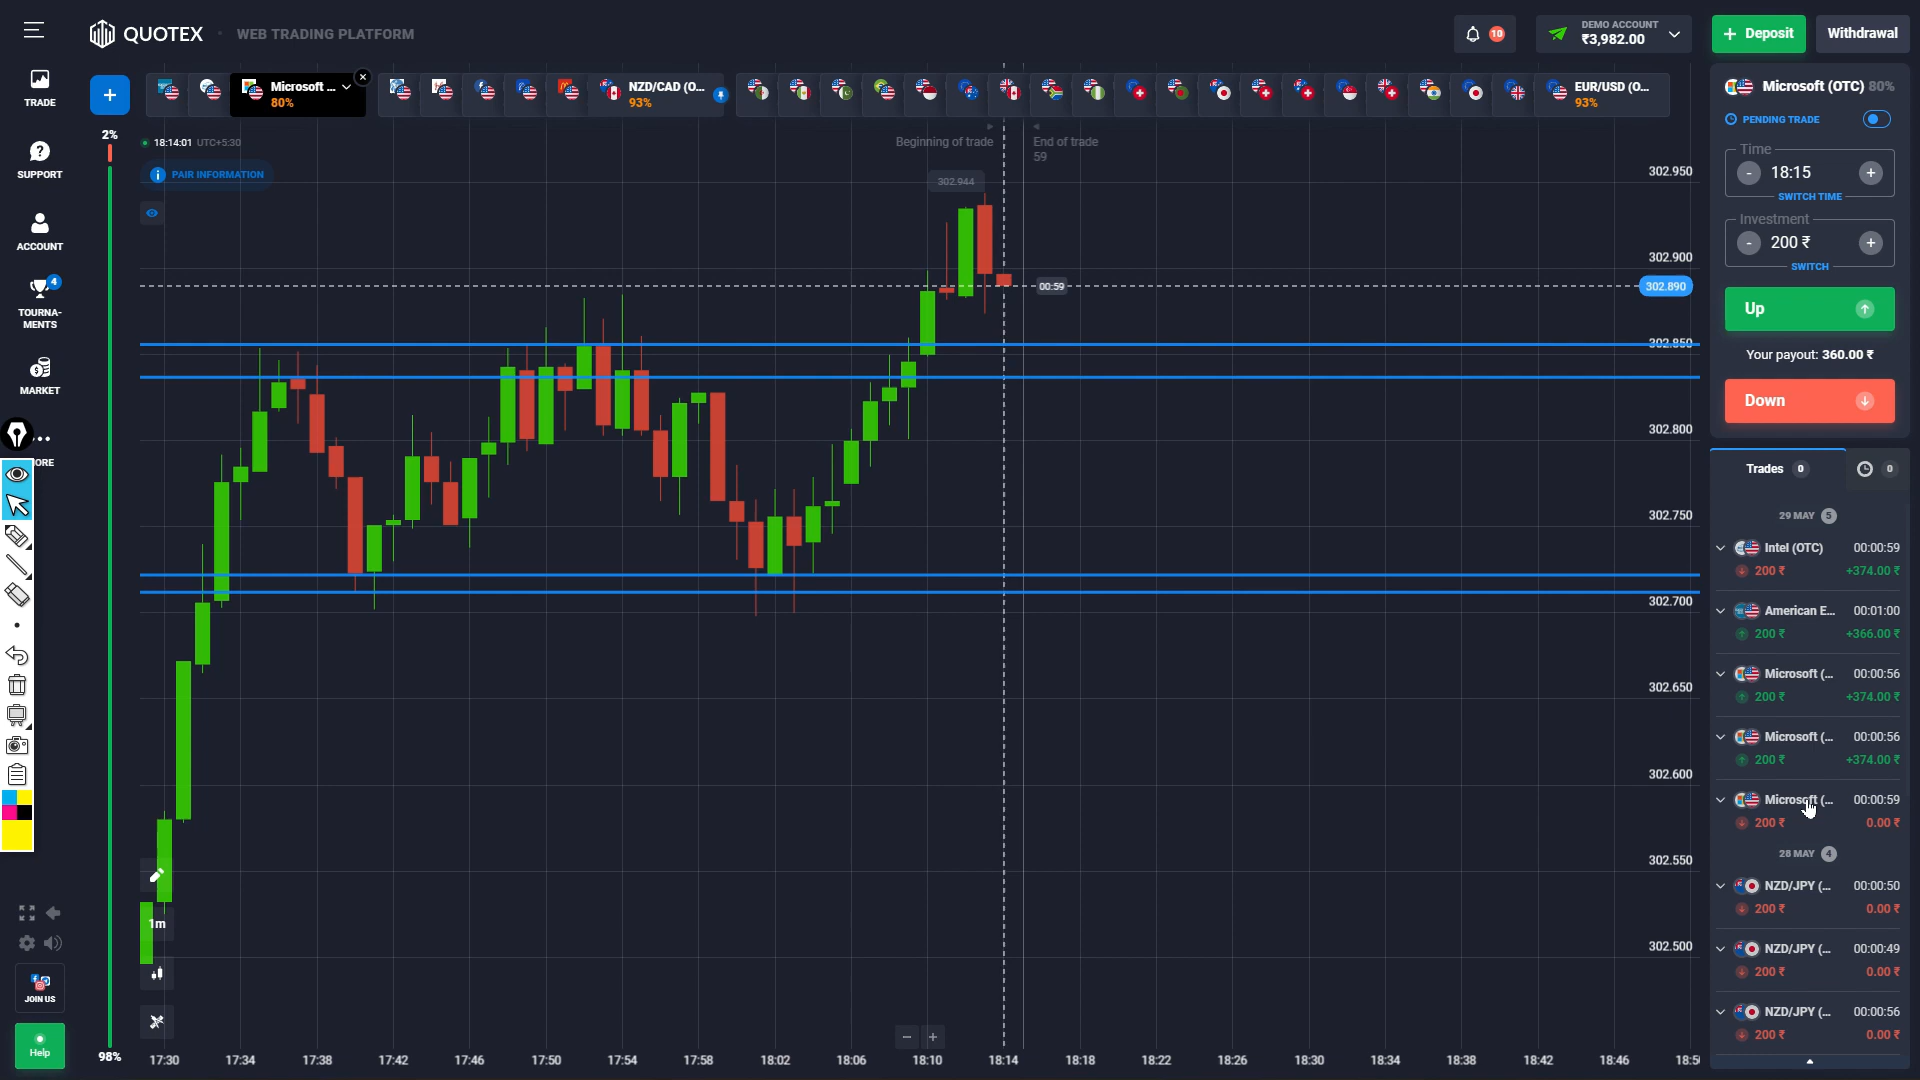 QUOTEX
WEB TRADING PLATFORM
10
DEMO ACCOUNT
₹3,982.00
Deposit
Withdrawal
TRADE
SUPPORT
ACCOUNT
4
TOURNA-
MENTS
MARKET
ORE
JOIN US
Help
Microsoft ...
80%
NZD/CAD (O...
93%
EUR/USD (O...
93%
2%
98%
18:14:01 UTC+5:30
PAIR INFORMATION
Beginning of trade
End of trade
59
302.944
00:59
302.950
302.900
302.890
302.850
302.800
302.750
302.700
302.650
302.600
302.550
302.500
1m
17:30
17:34
17:38
17:42
17:46
17:50
17:54
17:58
18:02
18:06
18:10
18:14
18:18
18:22
18:26
18:30
18:34
18:38
18:42
18:46
Microsoft (OTC) 80%
PENDING TRADE
Time
- 18:15 +
SWITCH TIME
Investment
- 200 ₹ +
SWITCH
Up
Your payout: 360.00 ₹
Down
Trades 0
0
29 MAY 5
Intel (OTC) 00:00:59
200 ₹ +374.00 ₹
American E... 00:01:00
200 ₹ +366.00 ₹
Microsoft (... 00:00:56
200 ₹ +374.00 ₹
Microsoft (... 00:00:56
200 ₹ +374.00 ₹
Microsoft (... 00:00:59
200 ₹ 0.00 ₹
28 MAY 4
NZD/JPY (... 00:00:50
200 ₹ 0.00 ₹
NZD/JPY (... 00:00:49
200 ₹ 0.00 ₹
NZD/JPY (... 00:00:56
200 ₹ 0.00 ₹